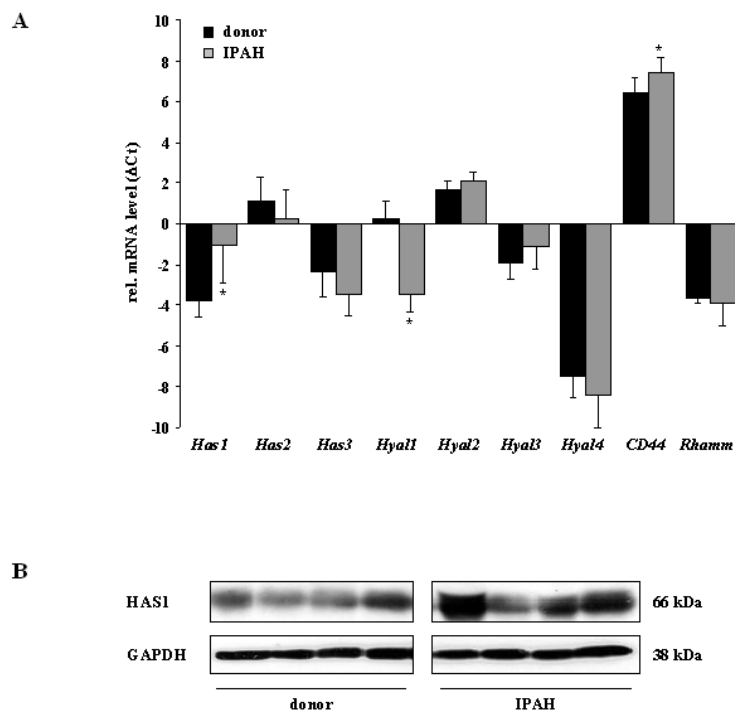 A
rel. mRNA level (ΔCt)
10
8
6
4
2
0
-2
-4
-6
-8
-10
donor
IPAH
*
*
*
Has1 Has2 Has3 Hyal1 Hyal2 Hyal3 Hyal4 CD44 Rhamm
B
HAS1 66 kDa
GAPDH 38 kDa
donor IPAH